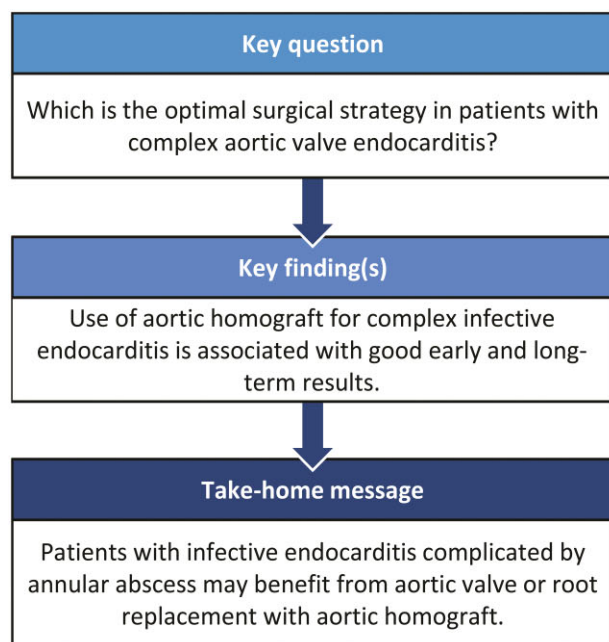 Key question
Which is the optimal surgical strategy in patients with
complex aortic valve endocarditis?
Key finding(s)
Use of aortic homograft for complex infective
endocarditis is associated with good early and long-
term results.
Take-home message
Patients with infective endocarditis complicated by
annular abscess may benefit from aortic valve or root
replacement with aortic homograft.